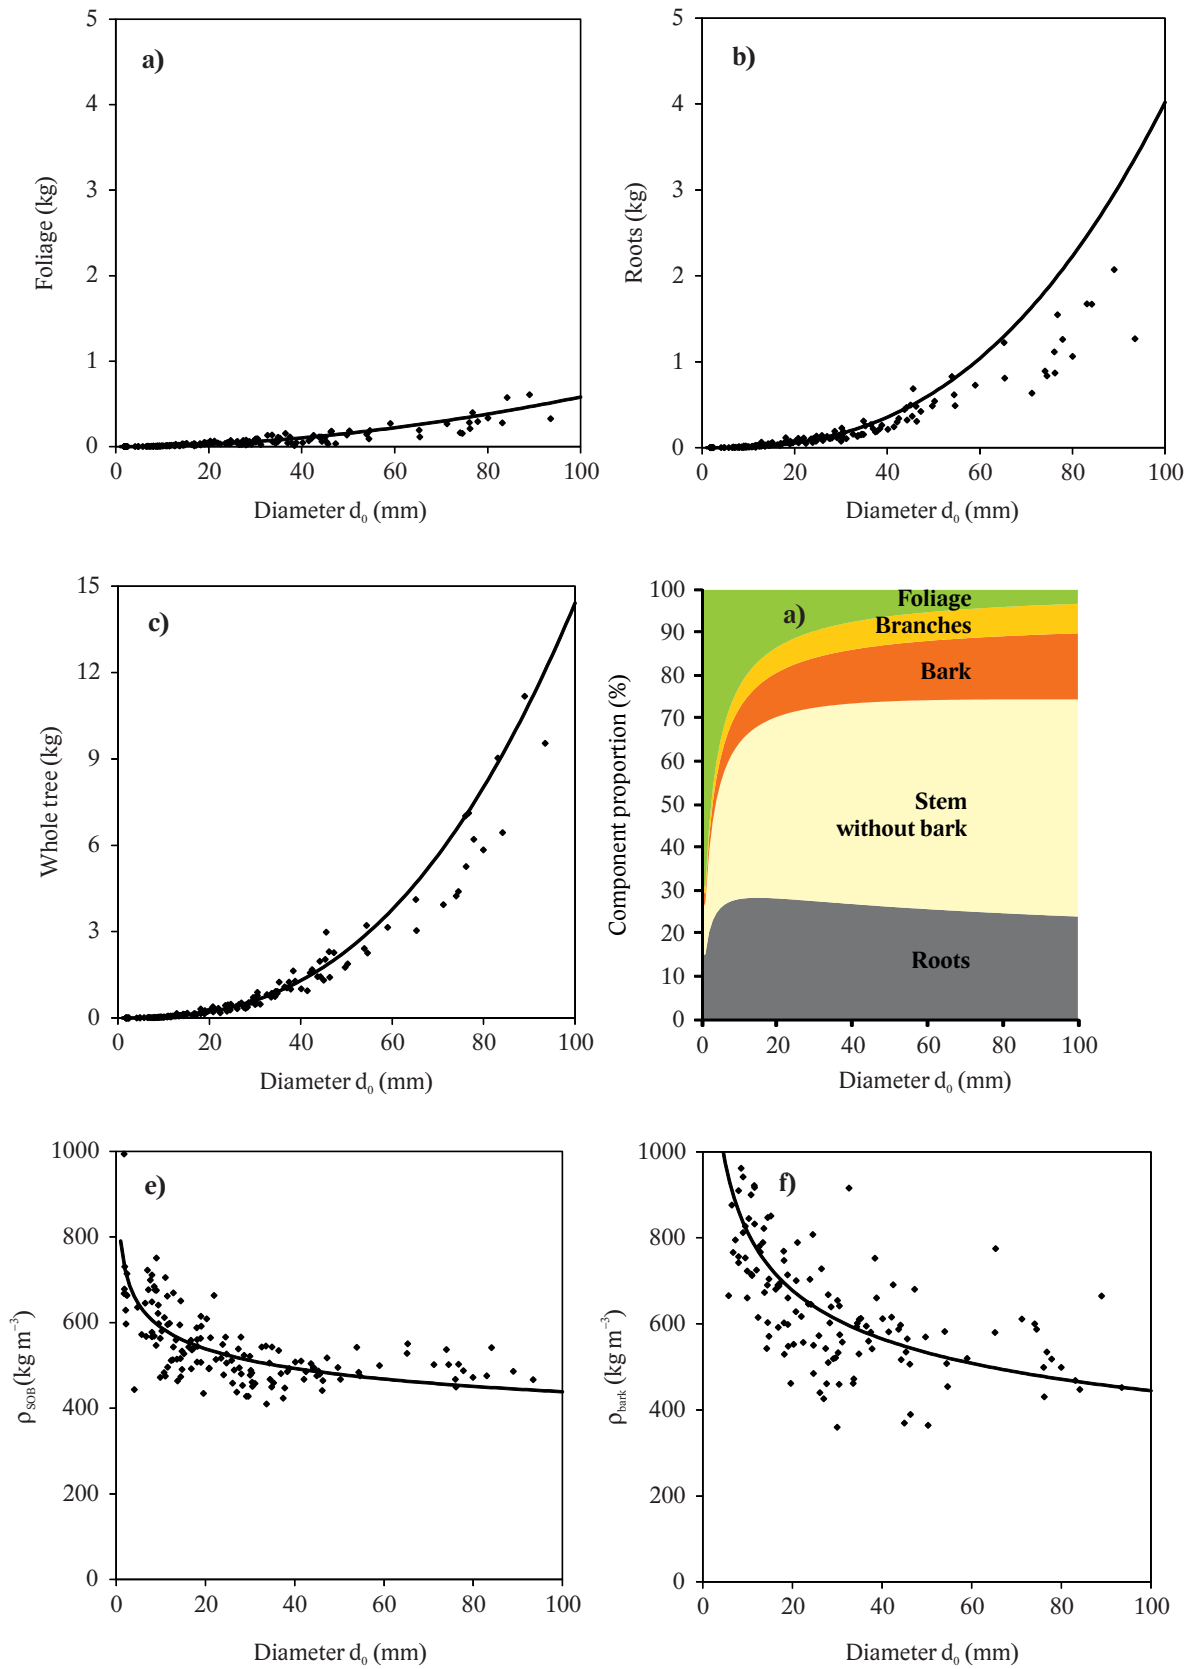 a)
5
4
3
2
1
0
Foliage (kg)
0 20 40 60 80 100
Diameter d₀ (mm)
b)
5
4
3
2
1
0
Roots (kg)
0 20 40 60 80 100
Diameter d₀ (mm)
c)
15
12
9
6
3
0
Whole tree (kg)
0 20 40 60 80 100
Diameter d₀ (mm)
a)
100
90
80
70
60
50
40
30
20
10
0
Component proportion (%)
Foliage
Branches
Bark
Stem
without bark
Roots
0 20 40 60 80 100
Diameter d₀ (mm)
e)
1000
800
600
400
200
0
ρSOB (kg m⁻³)
0 20 40 60 80 100
Diameter d₀ (mm)
f)
1000
800
600
400
200
0
ρbark (kg m⁻³)
0 20 40 60 80 100
Diameter d₀ (mm)